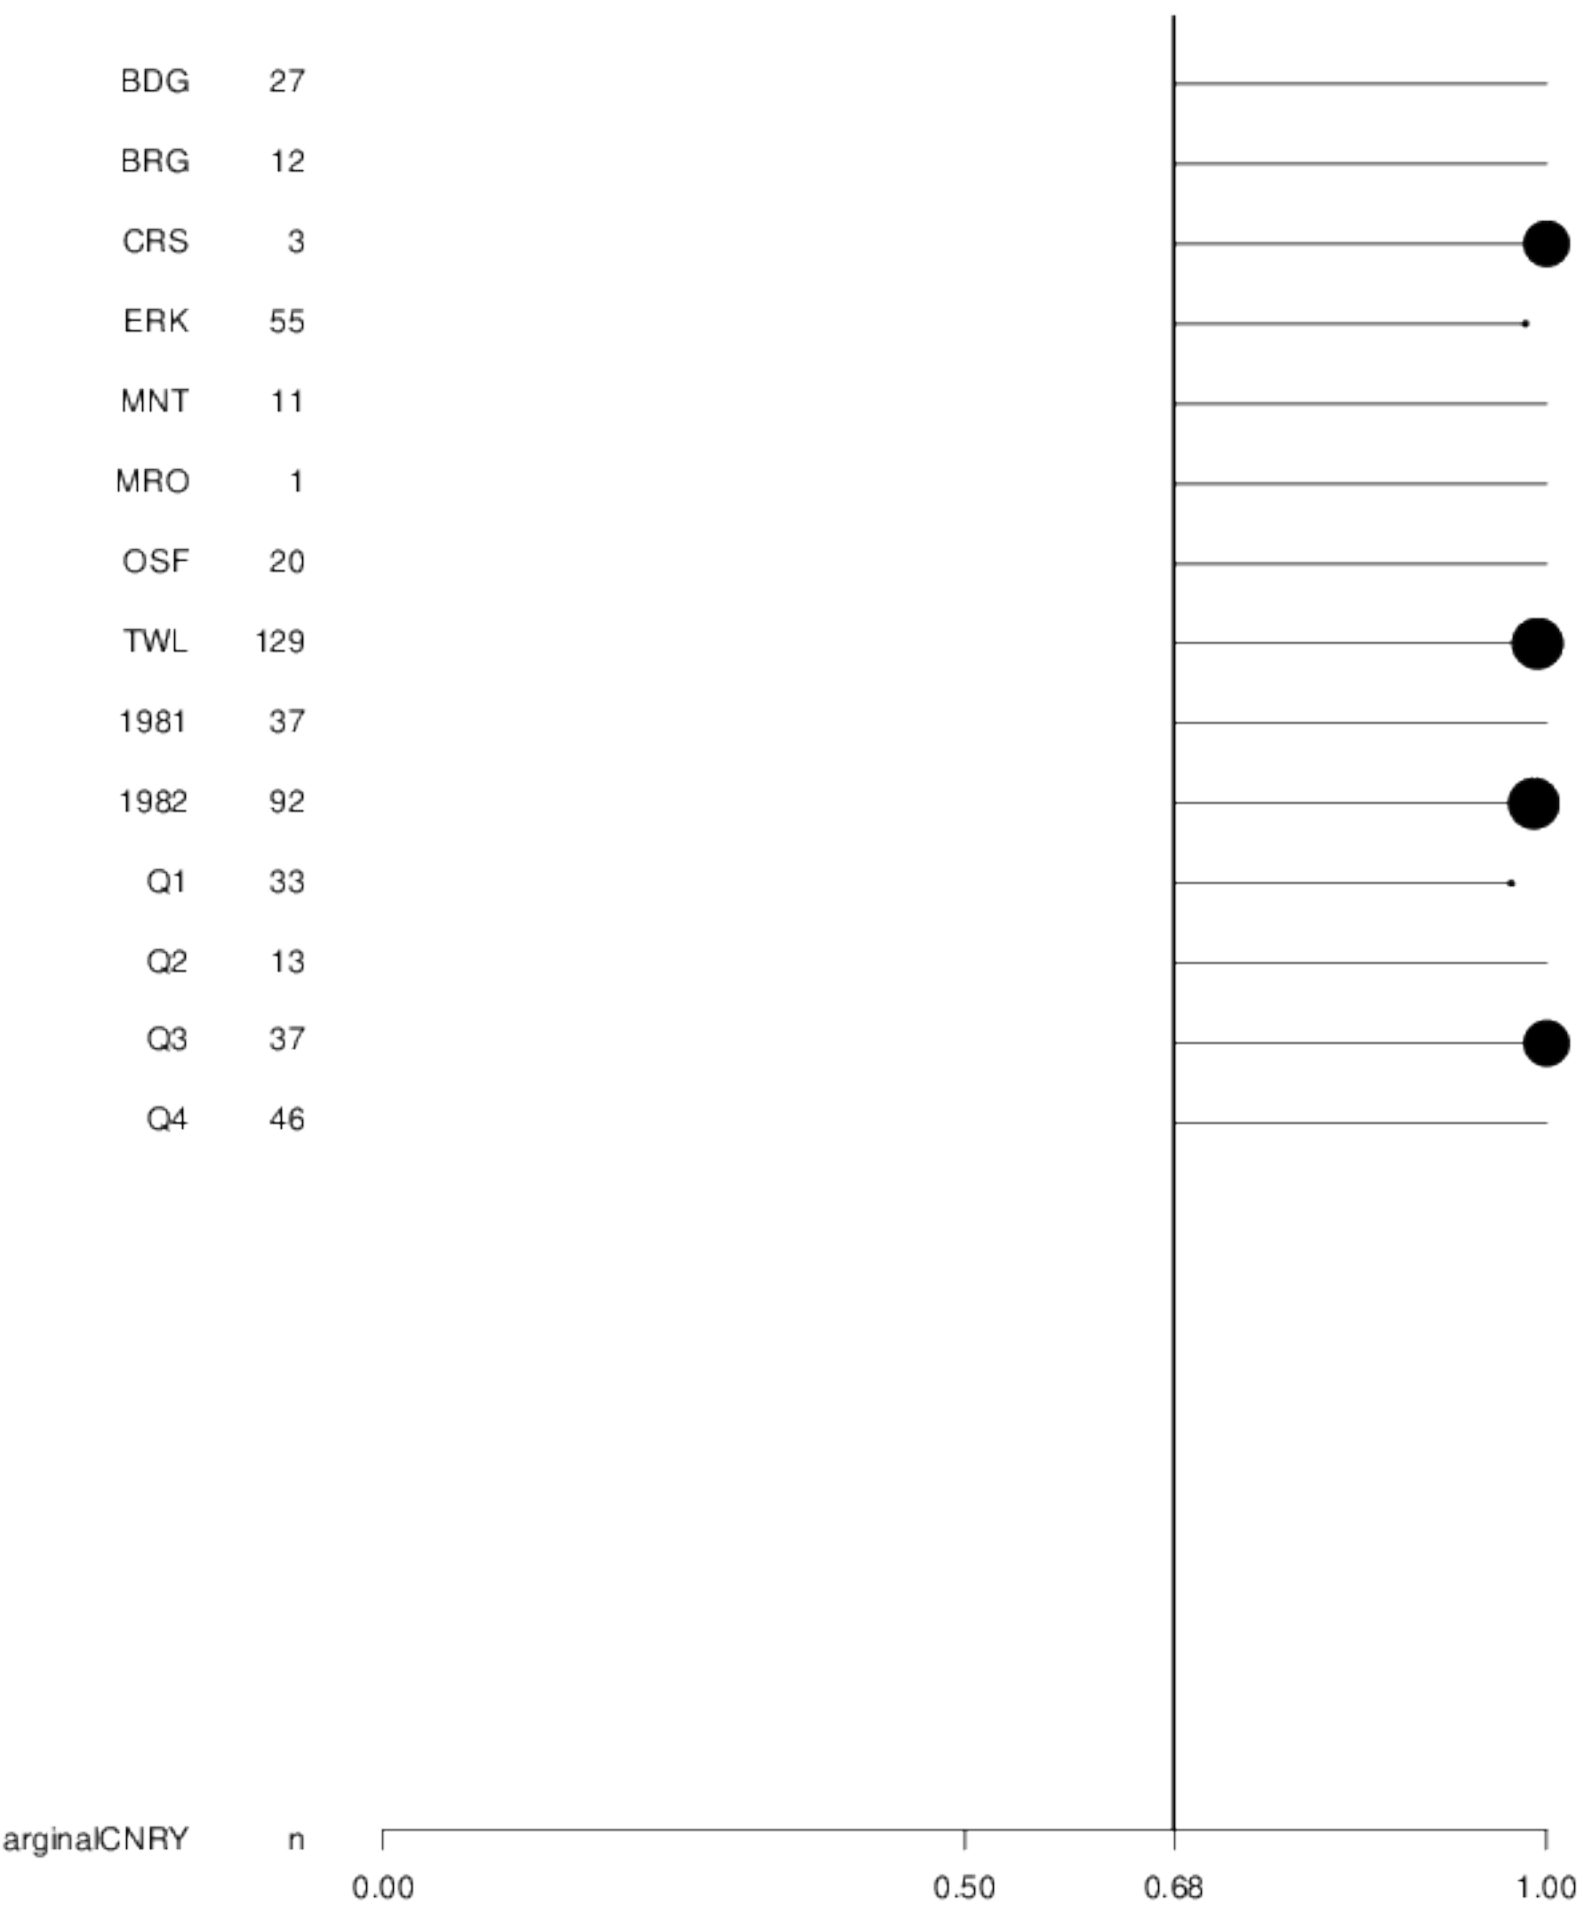 BDG 27
BRG 12
CRS 3
ERK 55
MNT 11
MRO 1
OSF 20
TWL 129
1981 37
1982 92
Q1 33
Q2 13
Q3 37
Q4 46
arginalCNRY n
0.00 0.50 0.68 1.00